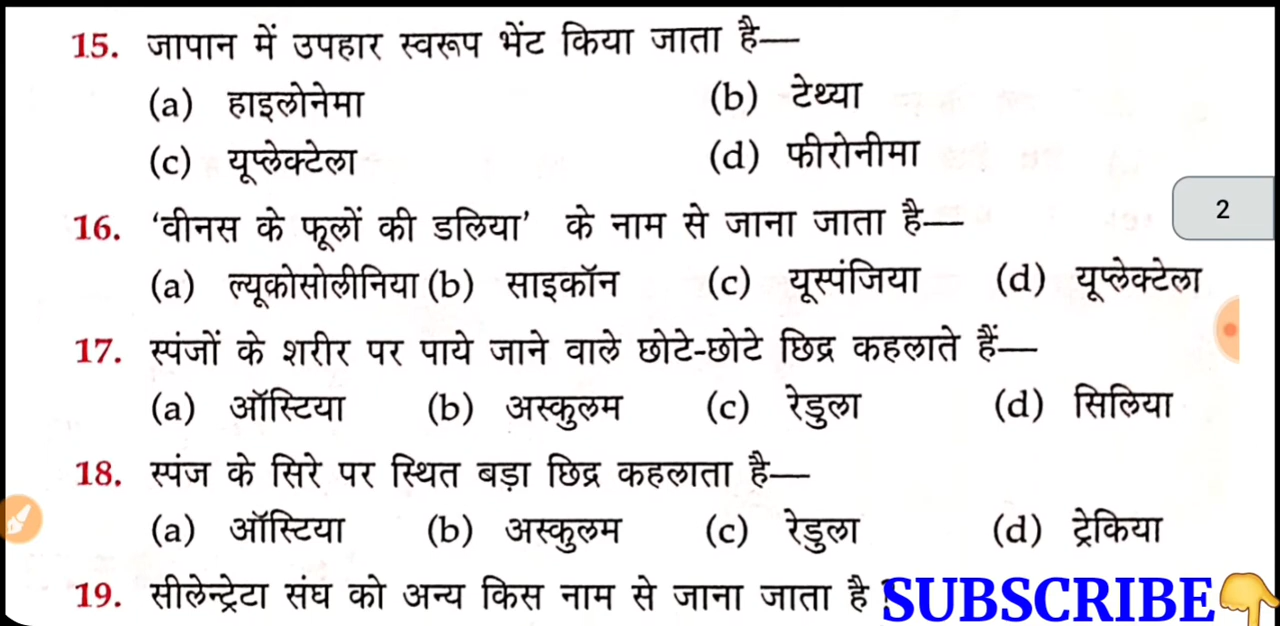 15. जापान में उपहार स्वरूप भेंट किया जाता है—
(a) हाइलोनेमा (b) टेथ्या
(c) यूप्लेक्टेला (d) फीरोनीमा
16. ‘वीनस के फूलों की डलिया’ के नाम से जाना जाता है—
2
(a) ल्यूकोसोलीनिया (b) साइकॉन (c) यूस्पंजिया (d) यूप्लेक्टेला
17. स्पंजों के शरीर पर पाये जाने वाले छोटे-छोटे छिद्र कहलाते हैं—
(a) ऑस्टिया (b) अस्कुलम (c) रेडुला (d) सिलिया
18. स्पंज के सिरे पर स्थित बड़ा छिद्र कहलाता है—
(a) ऑस्टिया (b) अस्कुलम (c) रेडुला (d) ट्रेकिया
19. सीलेन्ट्रेटा संघ को अन्य किस नाम से जाना जाता है ?
SUBSCRIBE